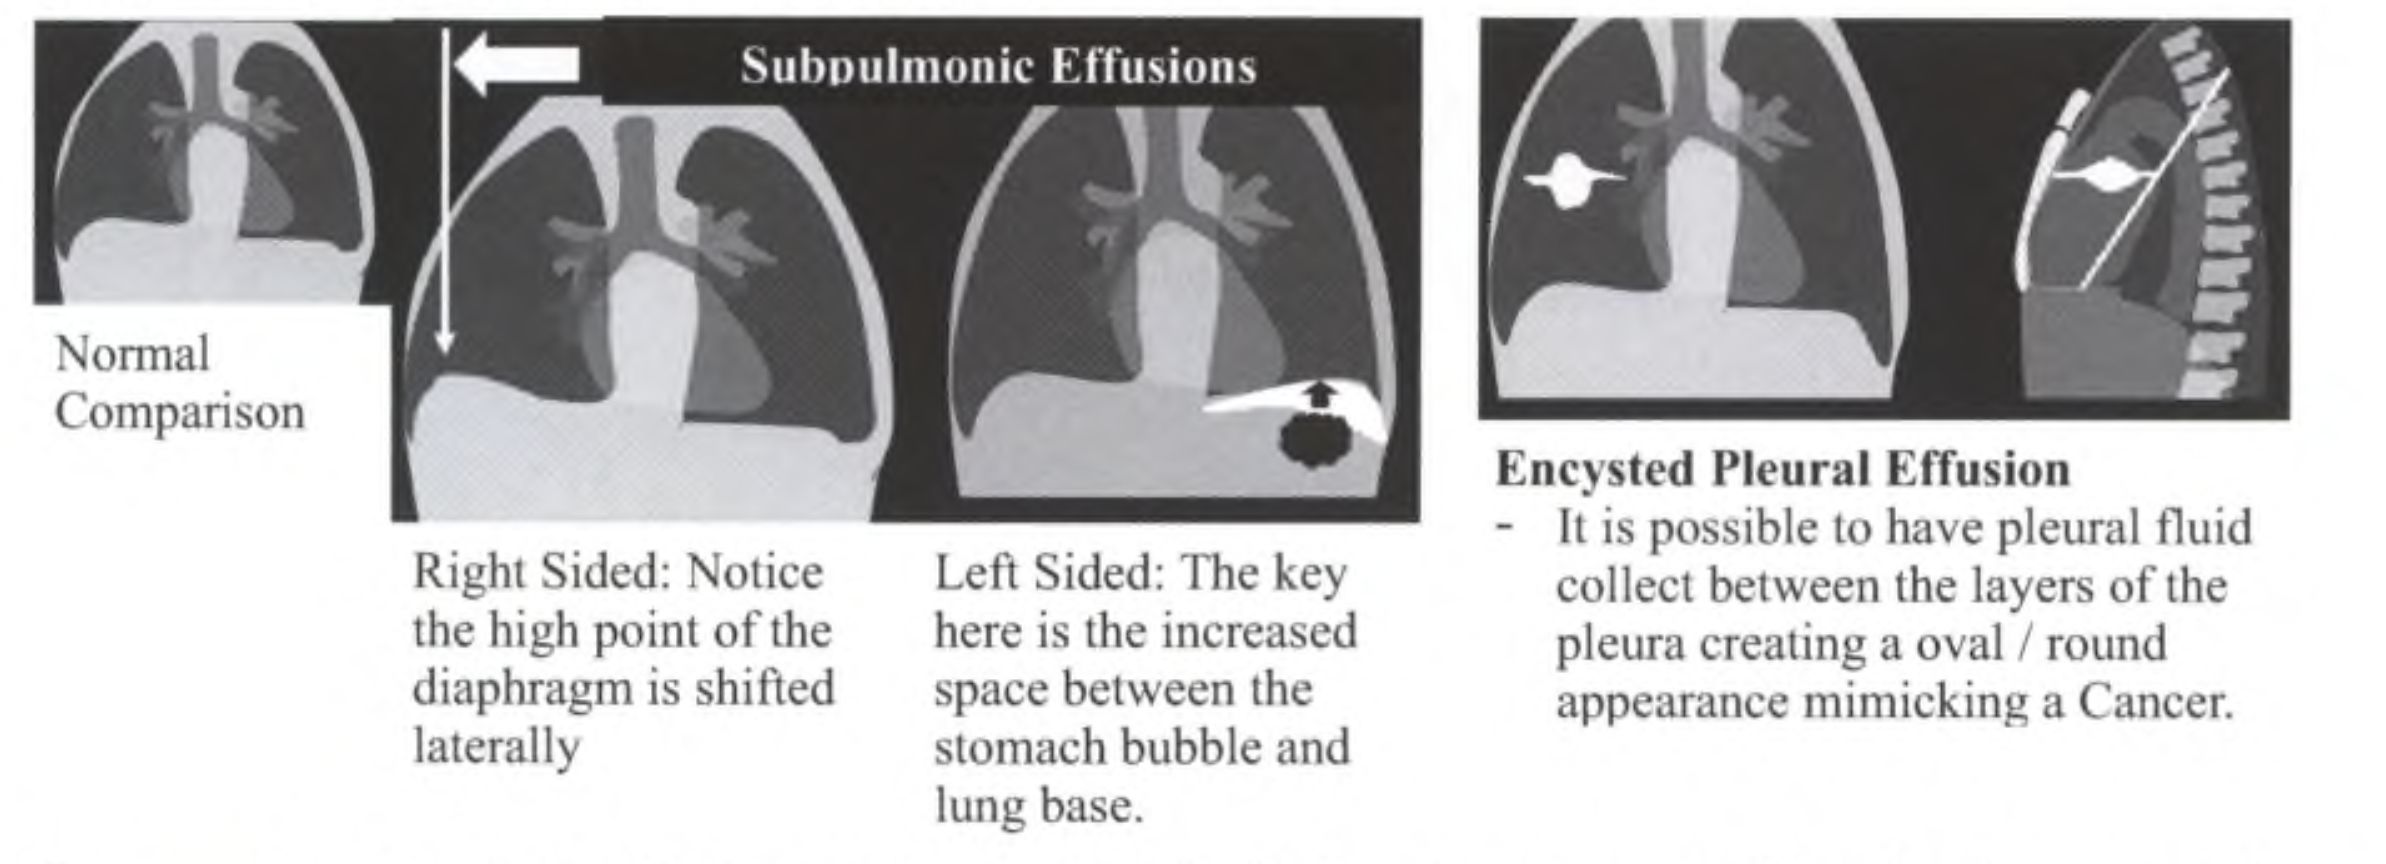 Subpulmonic Effusions
Normal
Comparison
Right Sided: Notice
the high point of the
diaphragm is shifted
laterally
Left Sided: The key
here is the increased
space between the
stomach bubble and
lung base.
Encysted Pleural Effusion
- It is possible to have pleural fluid
collect between the layers of the
pleura creating a oval / round
appearance mimicking a Cancer.